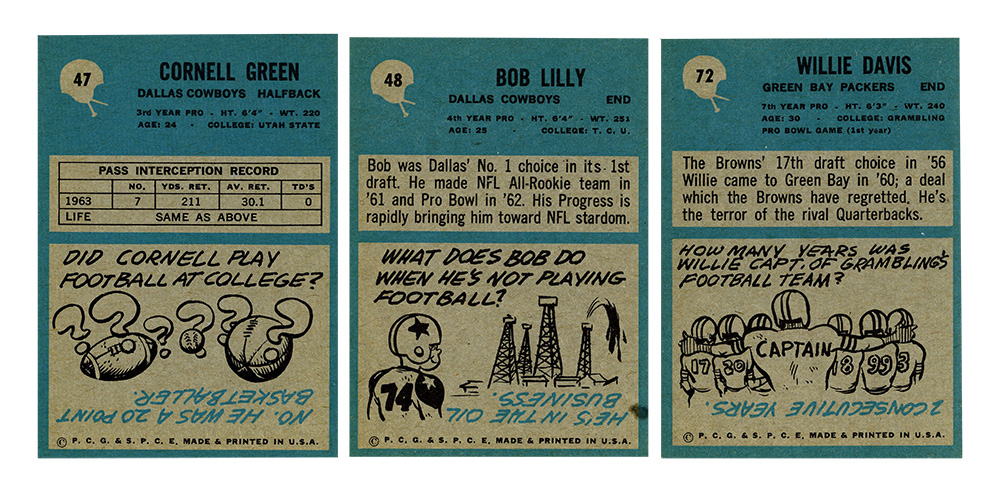 47
CORNELL GREEN
DALLAS COWBOYS HALFBACK
3rd YEAR PRO - HT. 6'4" - WT. 220
AGE: 24 - COLLEGE: UTAH STATE
PASS INTERCEPTION RECORD
NO. YDS. RET. AV. RET. TD'S
1963 7 211 30.1 0
LIFE SAME AS ABOVE
DID CORNELL PLAY
FOOTBALL AT COLLEGE?
NO. HE WAS A 20 POINT
BASKETBALLER.
© P. C. G. & S. P. C. E. MADE & PRINTED IN U.S.A.
48
BOB LILLY
DALLAS COWBOYS END
4th YEAR PRO - HT. 6'4" - WT. 251
AGE: 25 - COLLEGE: T. C. U.
Bob was Dallas' No. 1 choice in its 1st
draft. He made NFL All-Rookie team in
'61 and Pro Bowl in '62. His Progress is
rapidly bringing him toward NFL stardom.
WHAT DOES BOB DO
WHEN HE'S NOT PLAYING
FOOTBALL?
74
HE'S IN THE OIL
BUSINESS.
© P. C. G. & S. P. C. E. MADE & PRINTED IN U.S.A.
72
WILLIE DAVIS
GREEN BAY PACKERS END
7th YEAR PRO - HT. 6'3" - WT. 240
AGE: 30 - COLLEGE: GRAMBLING
PRO BOWL GAME (1st year)
The Browns' 17th draft choice in '56
Willie came to Green Bay in '60; a deal
which the Browns have regretted. He's
the terror of the rival Quarterbacks.
HOW MANY YEARS WAS
WILLIE CAPT. OF GRAMBLING'S
FOOTBALL TEAM?
17 20 CAPTAIN 8 99 3
2 CONSECUTIVE YEARS.
© P. C. G. & S. P. C. E. MADE & PRINTED IN U.S.A.